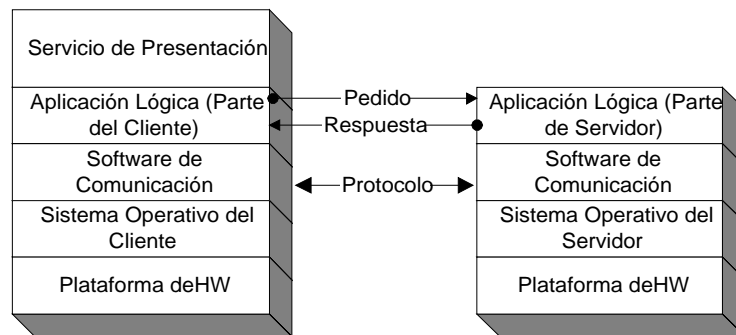 Servicio de Presentación
Aplicación Lógica (Parte
del Cliente)
Software de
Comunicación
Sistema Operativo del
Cliente
Plataforma deHW
Pedido
Respuesta
Protocolo
Aplicación Lógica (Parte
de Servidor)
Software de
Comunicación
Sistema Operativo del
Servidor
Plataforma deHW